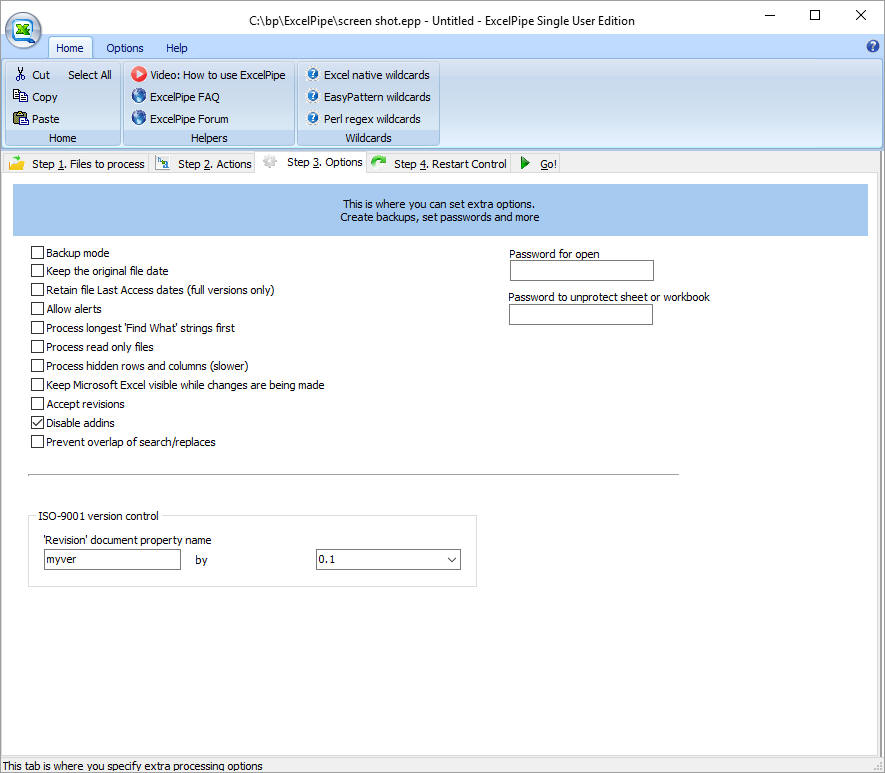 C:\bp\ExcelPipe\screen shot.epp - Untitled - ExcelPipe Single User Edition
Home Options Help
Cut Select All
Copy
Paste
Home
Video: How to use ExcelPipe
ExcelPipe FAQ
ExcelPipe Forum
Helpers
Excel native wildcards
EasyPattern wildcards
Perl regex wildcards
Wildcards
Step 1. Files to process Step 2. Actions Step 3. Options Step 4. Restart Control Go!
This is where you can set extra options.
Create backups, set passwords and more
Backup mode
Keep the original file date
Retain file Last Access dates (full versions only)
Allow alerts
Process longest 'Find What' strings first
Process read only files
Process hidden rows and columns (slower)
Keep Microsoft Excel visible while changes are being made
Accept revisions
Disable addins
Prevent overlap of search/replaces
Password for open
Password to unprotect sheet or workbook
ISO-9001 version control
'Revision' document property name
myver by 0.1
This tab is where you specify extra processing options